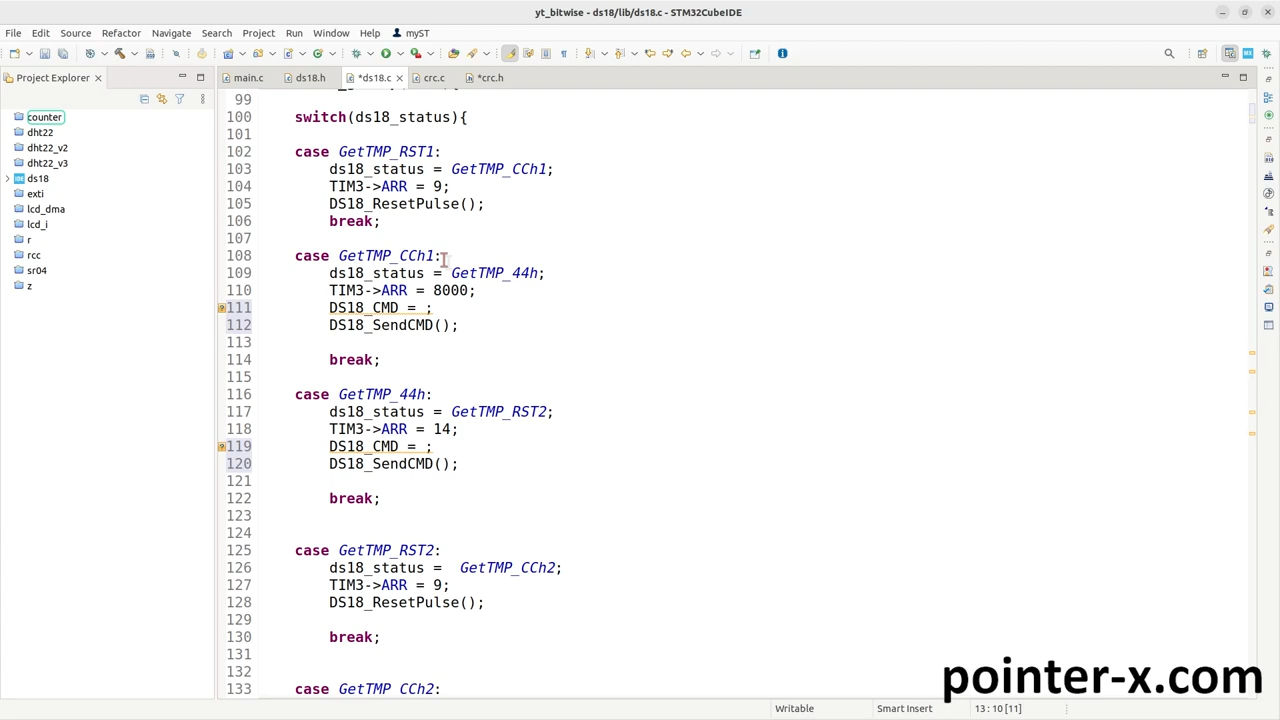 yt_bitwise - ds18/lib/ds18.c - STM32CubeIDE
File Edit Source Refactor Navigate Search Project Run Window Help myST
Project Explorer
main.c ds18.h *ds18.c crc.c *crc.h
counter
dht22
dht22_v2
dht22_v3
ds18
exti
lcd_dma
lcd_i
r
rcc
sr04
z
99
100 switch(ds18_status){
101
102 case GetTMP_RST1:
103 ds18_status = GetTMP_CCh1;
104 TIM3->ARR = 9;
105 DS18_ResetPulse();
106 break;
107
108 case GetTMP_CCh1:
109 ds18_status = GetTMP_44h;
110 TIM3->ARR = 8000;
111 DS18_CMD = ;
112 DS18_SendCMD();
113
114 break;
115
116 case GetTMP_44h:
117 ds18_status = GetTMP_RST2;
118 TIM3->ARR = 14;
119 DS18_CMD = ;
120 DS18_SendCMD();
121
122 break;
123
124
125 case GetTMP_RST2:
126 ds18_status =  GetTMP_CCh2;
127 TIM3->ARR = 9;
128 DS18_ResetPulse();
129
130 break;
131
132
133 case GetTMP_CCh2:
pointer-x.com
Writable Smart Insert 13 : 10 [11]